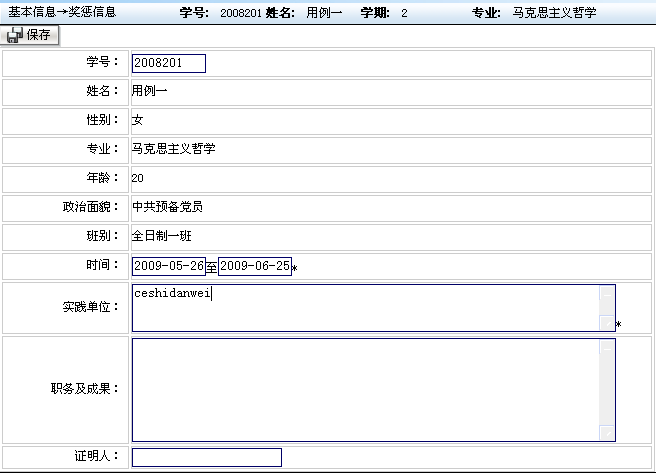 基本信息→奖惩信息 学号: 2008201 姓名: 用例一 学期: 2 专业: 马克思主义哲学
保存
学号： 2008201
姓名： 用例一
性别： 女
专业： 马克思主义哲学
年龄： 20
政治面貌： 中共预备党员
班别： 全日制一班
时间： 2009-05-26至2009-06-25*
实践单位： ceshidanwei *
职务及成果：
证明人：